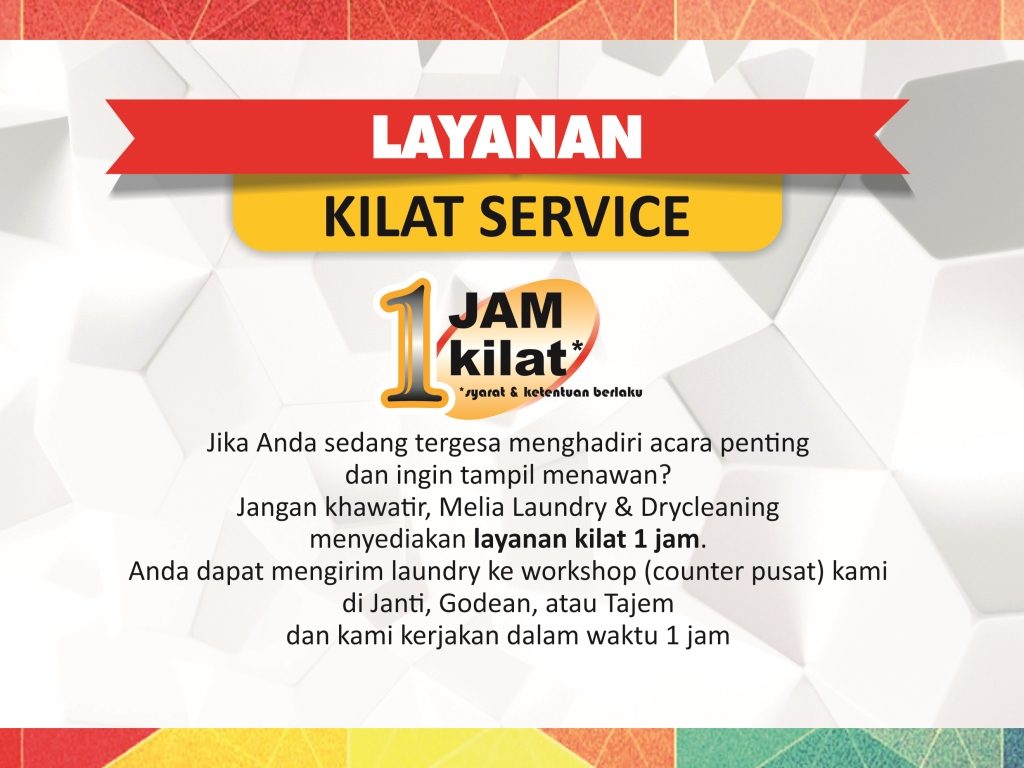 LAYANAN
KILAT SERVICE
1 JAM
kilat*
*syarat & ketentuan berlaku
Jika Anda sedang tergesa menghadiri acara penting
dan ingin tampil menawan?
Jangan khawatir, Melia Laundry & Drycleaning
menyediakan layanan kilat 1 jam.
Anda dapat mengirim laundry ke workshop (counter pusat) kami
di Janti, Godean, atau Tajem
dan kami kerjakan dalam waktu 1 jam